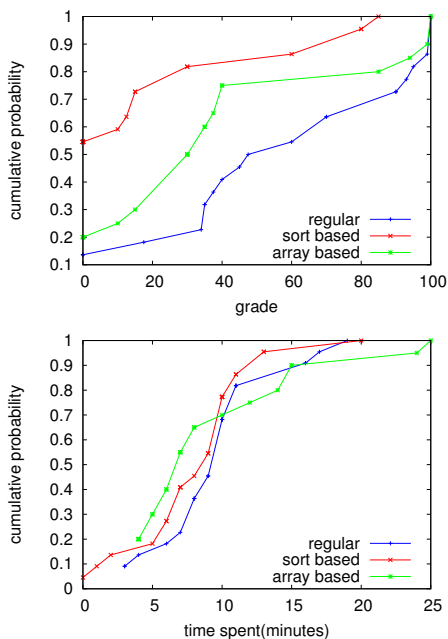 1
0.9
0.8
0.7
0.6
0.5
0.4
0.3
0.2
0.1
cumulative probability
regular
sort based
array based
0 20 40 60 80 100
grade
1
0.9
0.8
0.7
0.6
0.5
0.4
0.3
0.2
0.1
0
cumulative probability
regular
sort based
array based
0 5 10 15 20 25
time spent(minutes)